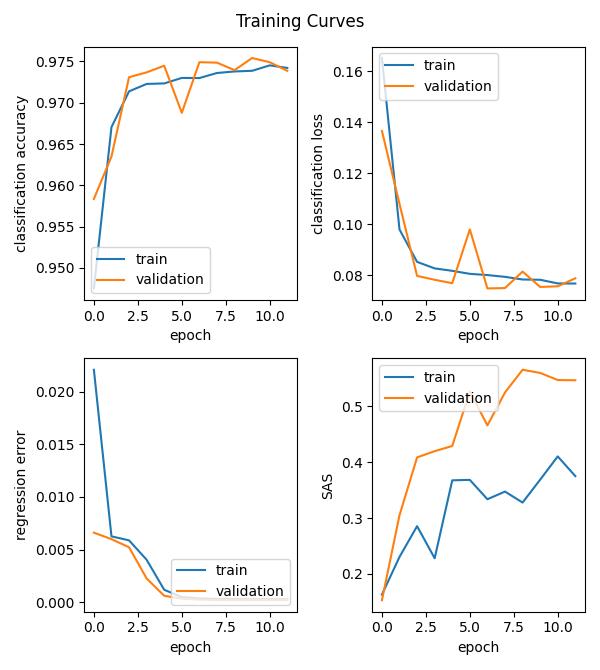 Training Curves
classification accuracy
0.975
0.970
0.965
0.960
0.955
0.950
train
validation
0.0 2.5 5.0 7.5 10.0
epoch
classification loss
0.16
0.14
0.12
0.10
0.08
train
validation
0.0 2.5 5.0 7.5 10.0
epoch
regression error
0.020
0.015
0.010
0.005
0.000
train
validation
0.0 2.5 5.0 7.5 10.0
epoch
SAS
0.5
0.4
0.3
0.2
train
validation
0.0 2.5 5.0 7.5 10.0
epoch